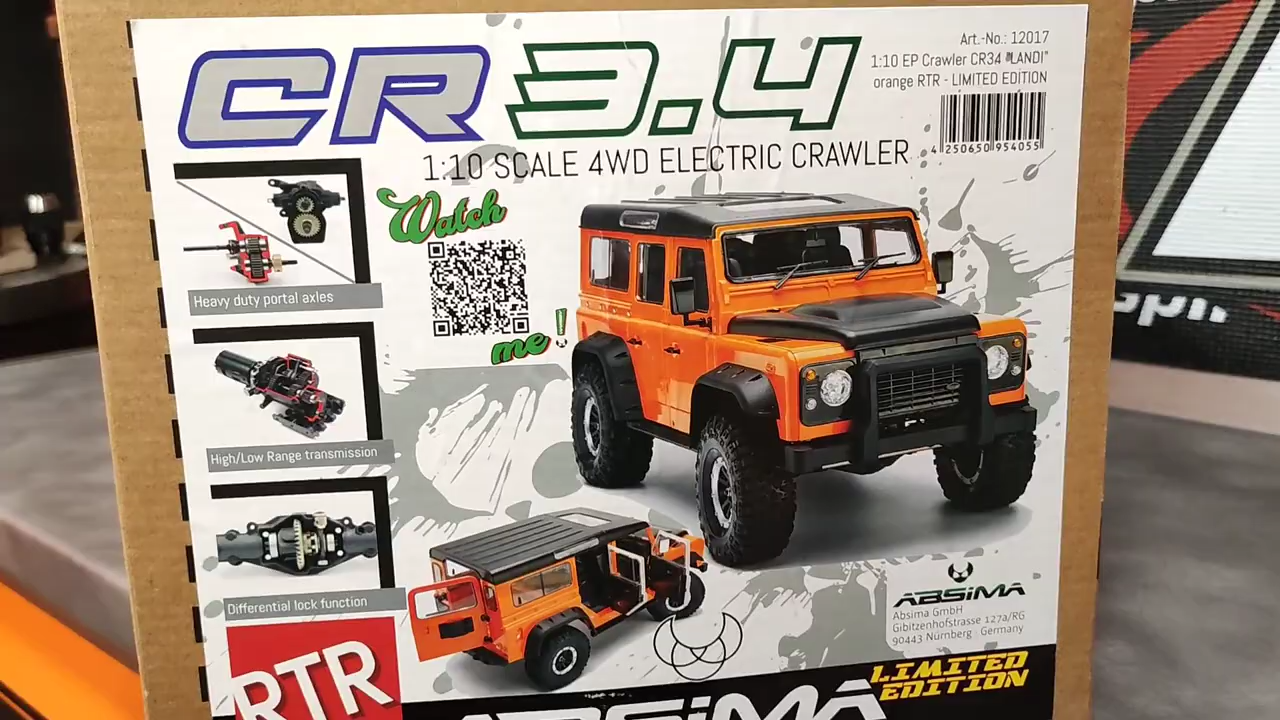 CR3.4
Art.-No.: 12017
1:10 EP Crawler CR34 "LANDI"
orange RTR - LIMITED EDITION
4 250650 954055
1:10 SCALE 4WD ELECTRIC CRAWLER
Watch
me!
Heavy duty portal axles
High/Low Range transmission
Differential lock function
RTR
ABSiMA
Absima GmbH
Gibitzenhofstrasse 127a/RG
90443 Nürnberg · Germany
LIMITED
EDITION
ABSiMA